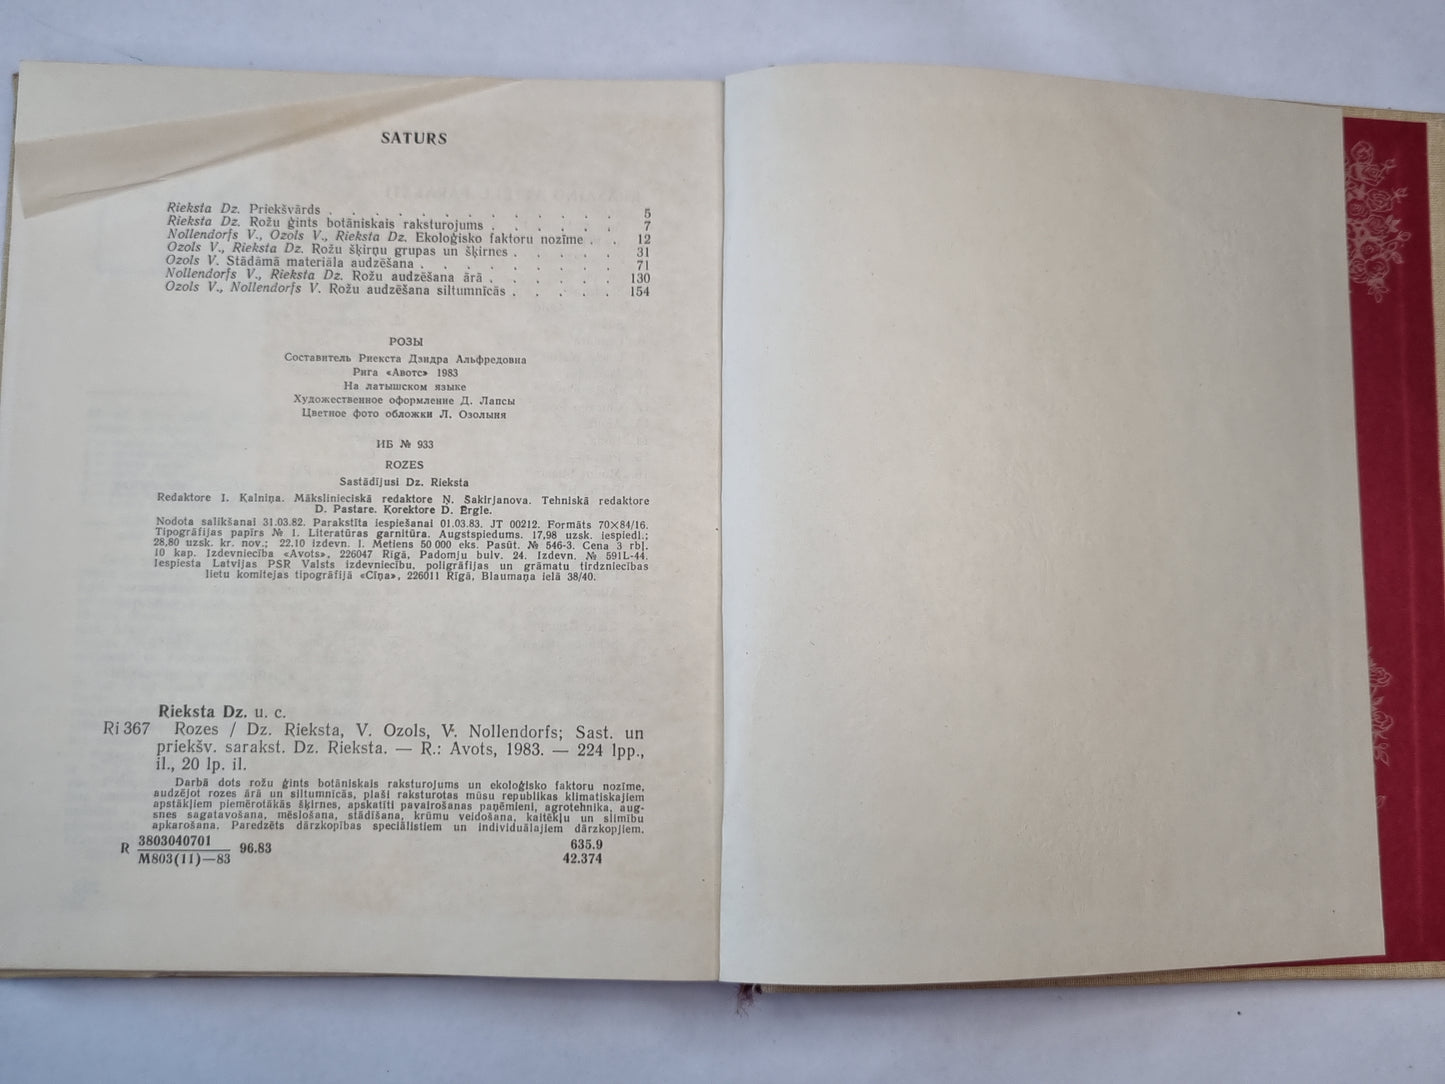 SATURS
Rieksta Dz. Priekšvārds . . . . . . . . . . . 5
Rieksta Dz. Rožu ģints botāniskais raksturojums . . . . . . 7
Nollendorfs V., Ozols V., Rieksta Dz. Ekoloģisko faktoru nozīme . . 12
Ozols V., Rieksta Dz. Rožu šķirņu grupas un šķirnes . . . . . 31
Ozols V. Stādāmā materiāla audzēšana . . . . . . . . 71
Nollendorfs V., Rieksta Dz. Rožu audzēšana ārā . . . . . . 130
Ozols V., Nollendorfs V. Rožu audzēšana siltumnīcās . . . . . 154
РОЗЫ
Составитель Риекста Дзидра Альфредовна
Рига «Авотс» 1983
На латышском языке
Художественное оформление Д. Лапсы
Цветное фото обложки Л. Озолыня
ИБ № 933
ROZES
Sastādījusi Dz. Rieksta
Redaktore I. Kalniņa. Mākslinieciskā redaktore N. Šakirjanova. Tehniskā redaktore
D. Pastare. Korektore D. Ērgle.
Nodota salikšanai 31.03.82. Parakstīta iespiešanai 01.03.83. JT 00212. Formāts 70×84/16.
Tipogrāfijas papīrs № 1. Literatūras garnitūra. Augstspiedums. 17,98 uzsk. iespiedl.;
28,80 uzsk. kr. nov.; 22.10 izdevn. l. Metiens 50 000 eks. Pasūt. № 546-3. Cena 3 rbļ.
10 kap. Izdevniecība «Avots», 226047 Rīgā, Padomju bulv. 24. Izdevn. № 591L-44.
Iespiesta Latvijas PSR Valsts izdevniecību, poligrāfijas un grāmatu tirdzniecības
lietu komitejas tipogrāfijā «Cīņa», 226011 Rīgā, Blaumaņa ielā 38/40.
Rieksta Dz. u. c.
Ri 367 Rozes / Dz. Rieksta, V. Ozols, V. Nollendorfs; Sast. un
priekšv. sarakst. Dz. Rieksta. — R.: Avots, 1983. — 224 lpp.,
il., 20 lp. il.
Darbā dots rožu ģints botāniskais raksturojums un ekoloģisko faktoru nozīme,
audzējot rozes ārā un siltumnīcās, plaši raksturotas mūsu republikas klimatiskajiem
apstākļiem piemērotākās šķirnes, apskatīti pavairošanas paņēmieni, agrotehnika, aug-
snes sagatavošana, mēslošana, stādīšana, krūmu veidošana, kaitēkļu un slimību
apkarošana. Paredzēts dārzkopības speciālistiem un individuālajiem dārzkopjiem.
R 3803040701 96.83 635.9
M803(11)—83 42.374